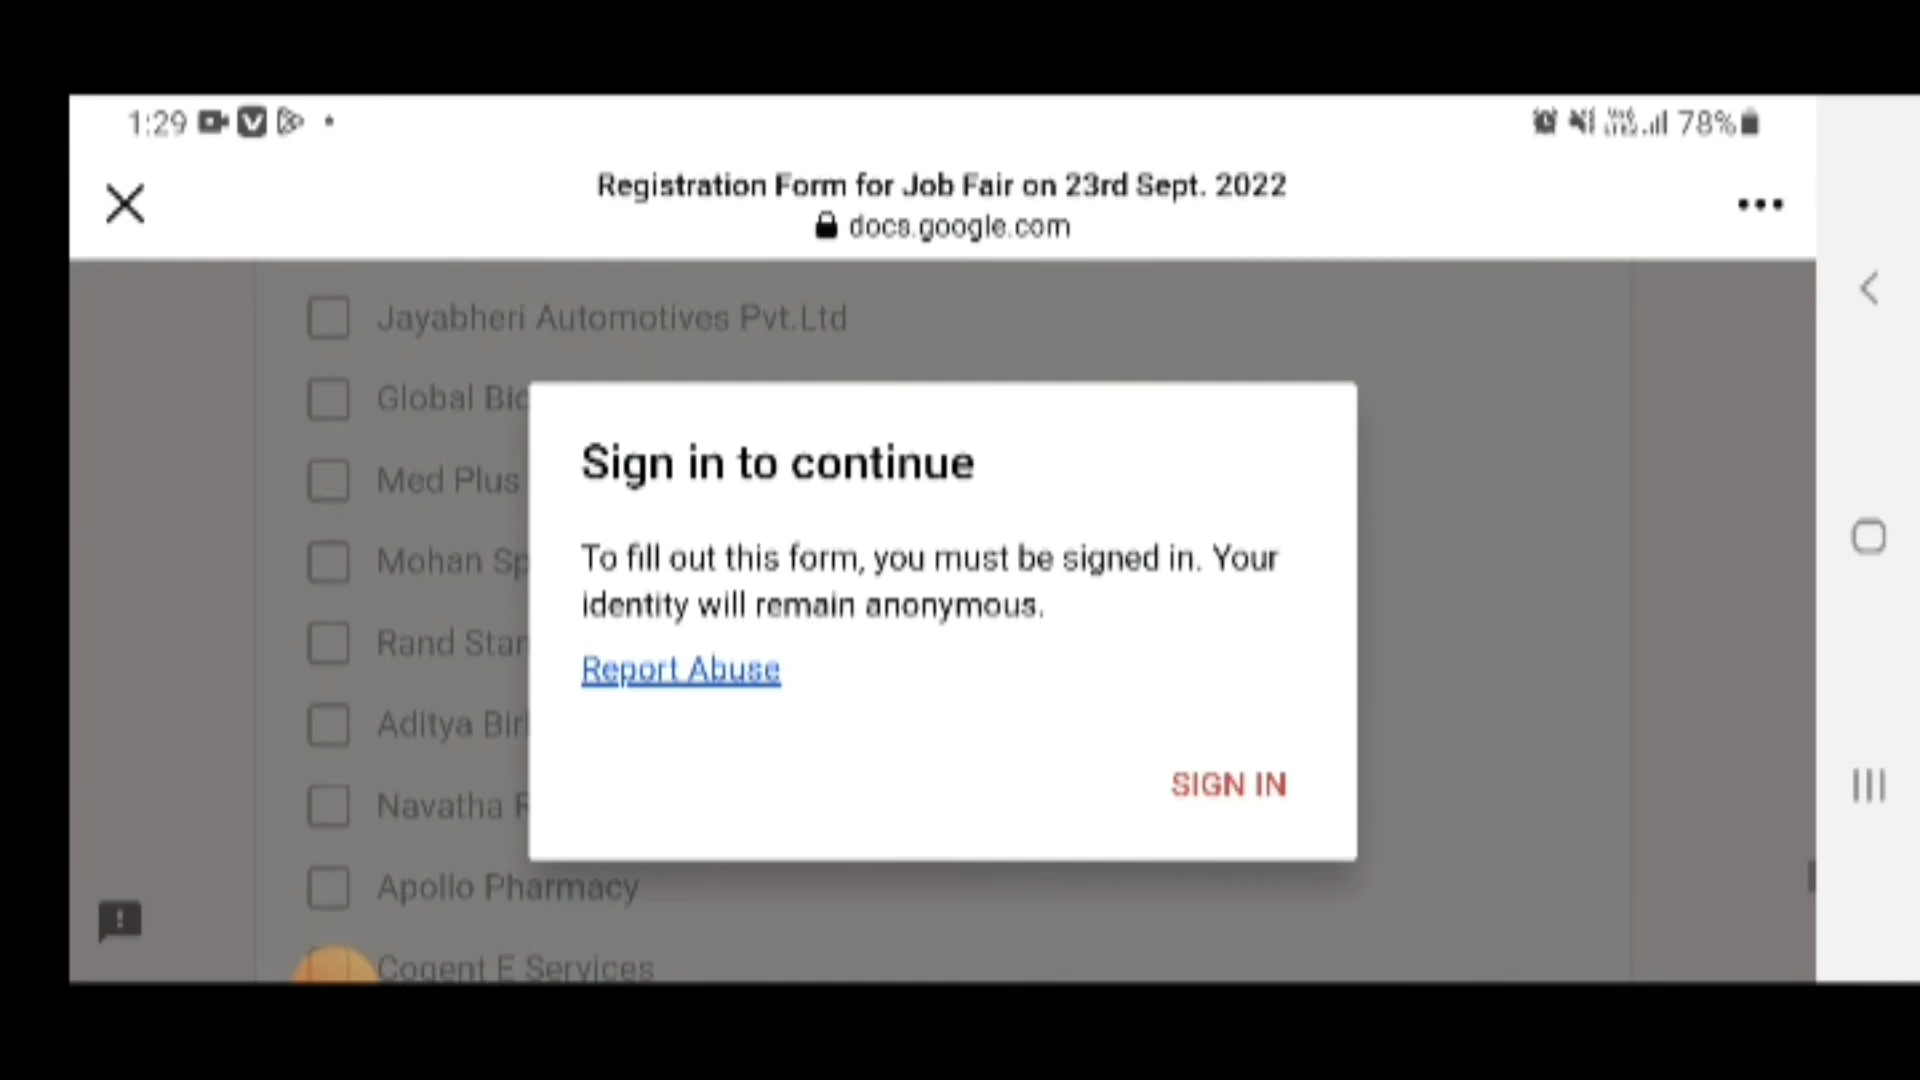 1:29
78%
Registration Form for Job Fair on 23rd Sept. 2022
docs.google.com
Jayabheri Automotives Pvt.Ltd
Global
Med Plus
Mohan
Rand
Aditya
Navatha
Apollo Pharmacy
Cogent E Services
Sign in to continue
To fill out this form, you must be signed in. Your
identity will remain anonymous.
Report Abuse
SIGN IN